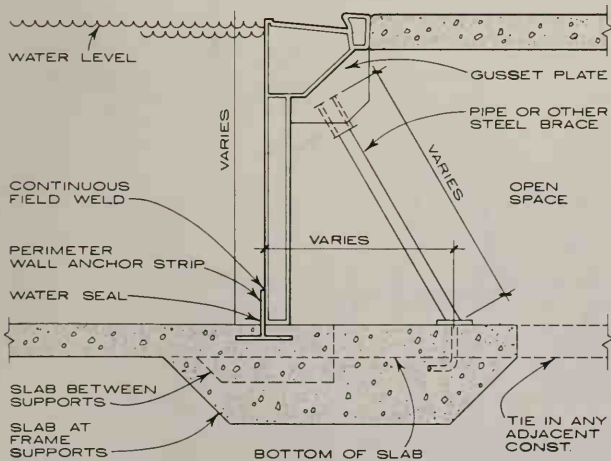 WATER LEVEL
GUSSET PLATE
PIPE OR OTHER
STEEL BRACE
VARIES
VARIES
OPEN
SPACE
CONTINUOUS
FIELD WELD
VARIES
PERIMETER
WALL ANCHOR STRIP
WATER SEAL
SLAB BETWEEN
SUPPORTS
SLAB AT
FRAME
SUPPORTS
BOTTOM OF SLAB
TIE IN ANY
ADJACENT
CONST.